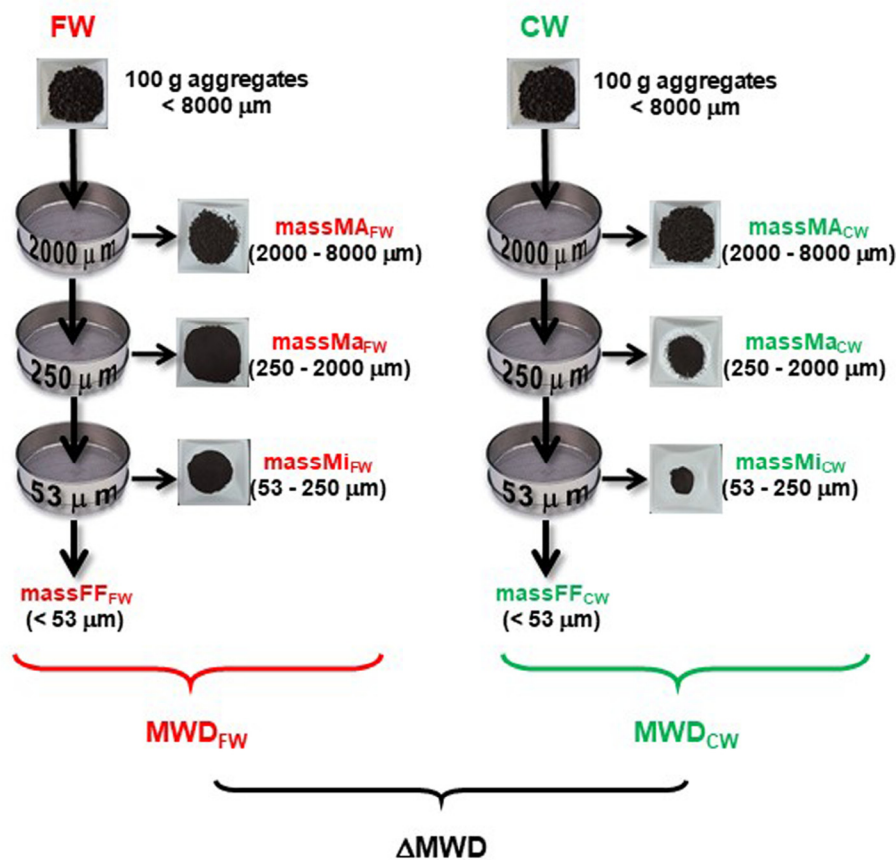 FW
100 g aggregates
< 8000 μm
2000 μm
massMA_FW
(2000 - 8000 μm)
250 μm
massMa_FW
(250 - 2000 μm)
53 μm
massMi_FW
(53 - 250 μm)
massFF_FW
(< 53 μm)
MWD_FW
CW
100 g aggregates
< 8000 μm
2000 μm
massMA_CW
(2000 - 8000 μm)
250 μm
massMa_CW
(250 - 2000 μm)
53 μm
massMi_CW
(53 - 250 μm)
massFF_CW
(< 53 μm)
MWD_CW
ΔMWD